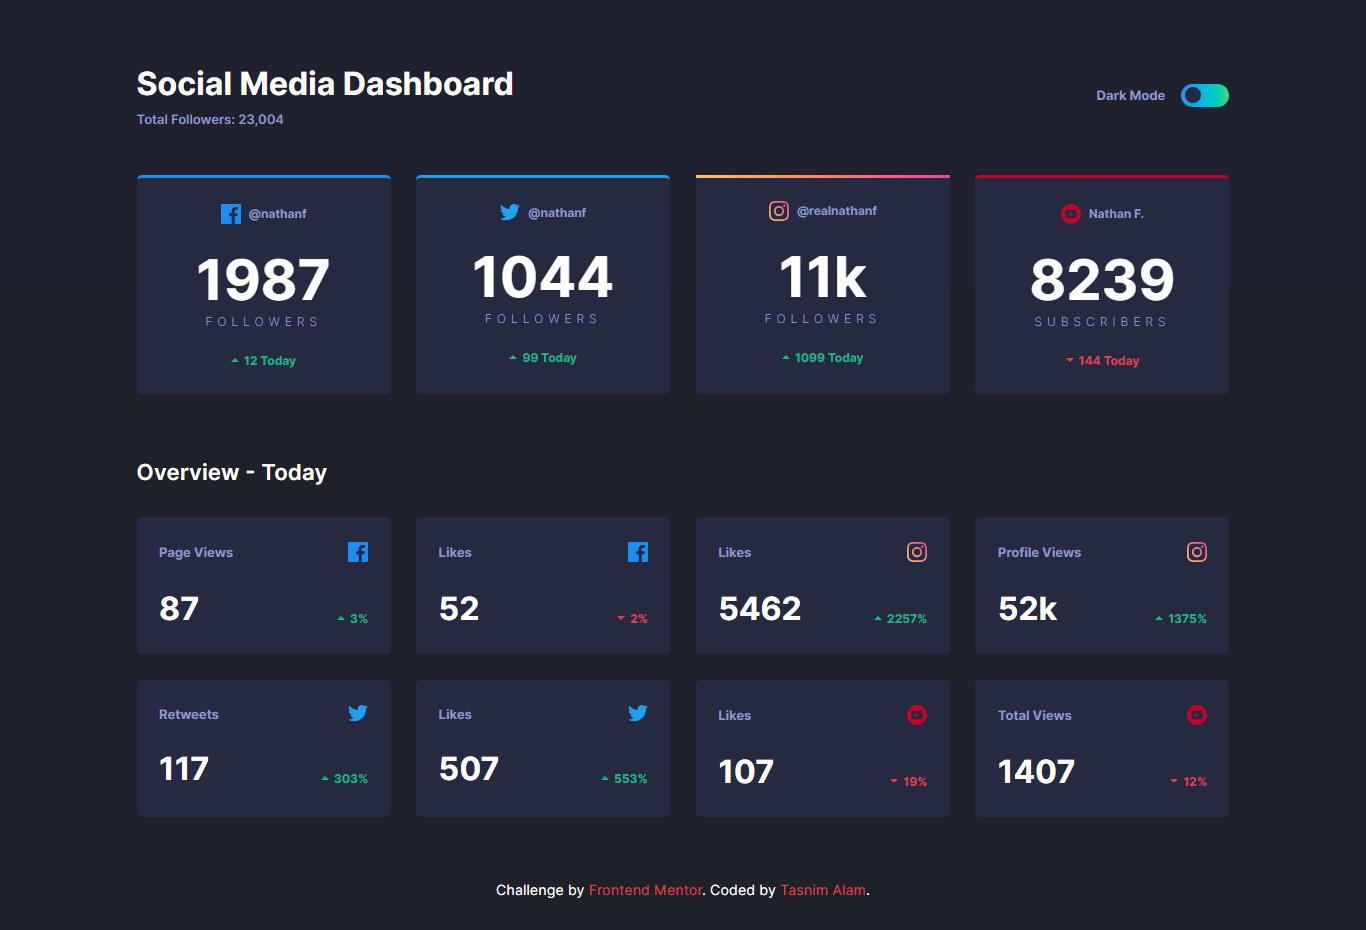 Social Media Dashboard
Total Followers: 23,004
Dark Mode
@nathanf
1987
FOLLOWERS
12 Today
@nathanf
1044
FOLLOWERS
99 Today
@realnathanf
11k
FOLLOWERS
1099 Today
Nathan F.
8239
SUBSCRIBERS
144 Today
Overview - Today
Page Views
87
3%
Likes
52
2%
Likes
5462
2257%
Profile Views
52k
1375%
Retweets
117
303%
Likes
507
553%
Likes
107
19%
Total Views
1407
12%
Challenge by Frontend Mentor. Coded by Tasnim Alam.